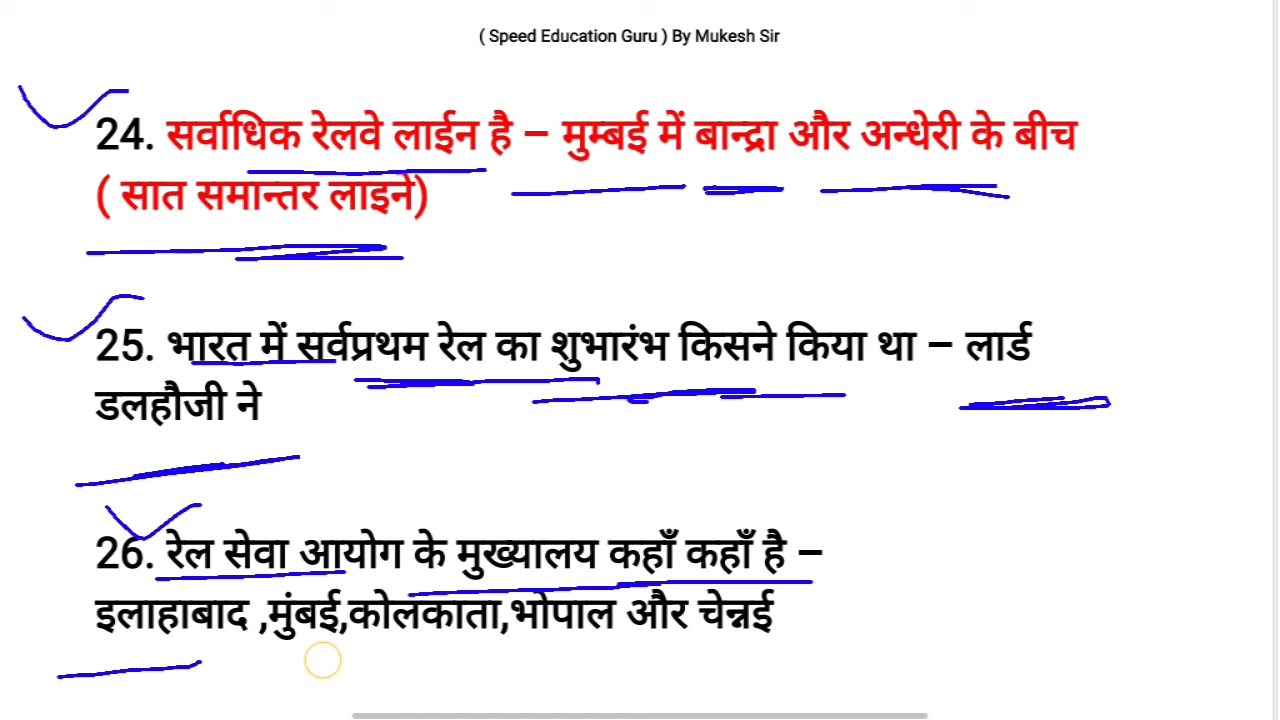 ( Speed Education Guru ) By Mukesh Sir
24. सर्वाधिक रेलवे लाईन है – मुम्बई में बान्द्रा और अन्धेरी के बीच
( सात समान्तर लाइने)
25. भारत में सर्वप्रथम रेल का शुभारंभ किसने किया था – लार्ड
डलहौजी ने
26. रेल सेवा आयोग के मुख्यालय कहाँ कहाँ है –
इलाहाबाद ,मुंबई,कोलकाता,भोपाल और चेन्नई